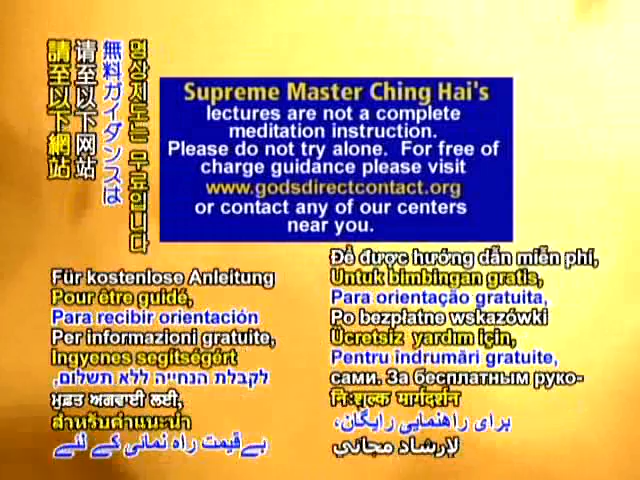 請至以下網站
请至以下网站
無料ガイダンスは
영상지도는 무료입니다
Supreme Master Ching Hai's
lectures are not a complete
meditation instruction.
Please do not try alone. For free of
charge guidance please visit
www.godsdirectcontact.org
or contact any of our centers
near you.
Für kostenlose Anleitung
Pour être guidé,
Para recibir orientación
Per informazioni gratuite,
Ingyenes segítségért
לקבלת הנחייה ללא תשלום,
ਮੁਫ਼ਤ ਅਗਵਾਈ ਲਈ,
สำหรับคำแนะนำ
بےقیمت راہ نمائی کے لئے
Để được hướng dẫn miễn phí,
Untuk bimbingan gratis,
Para orientação gratuita,
Po bezpłatne wskazówki
Ücretsiz yardım için,
Pentru îndrumări gratuite,
сами. За бесплатным руко-
निःशुल्क मार्गदर्शन
برای راهنمایی رایگان،
لإرشاد مجاني